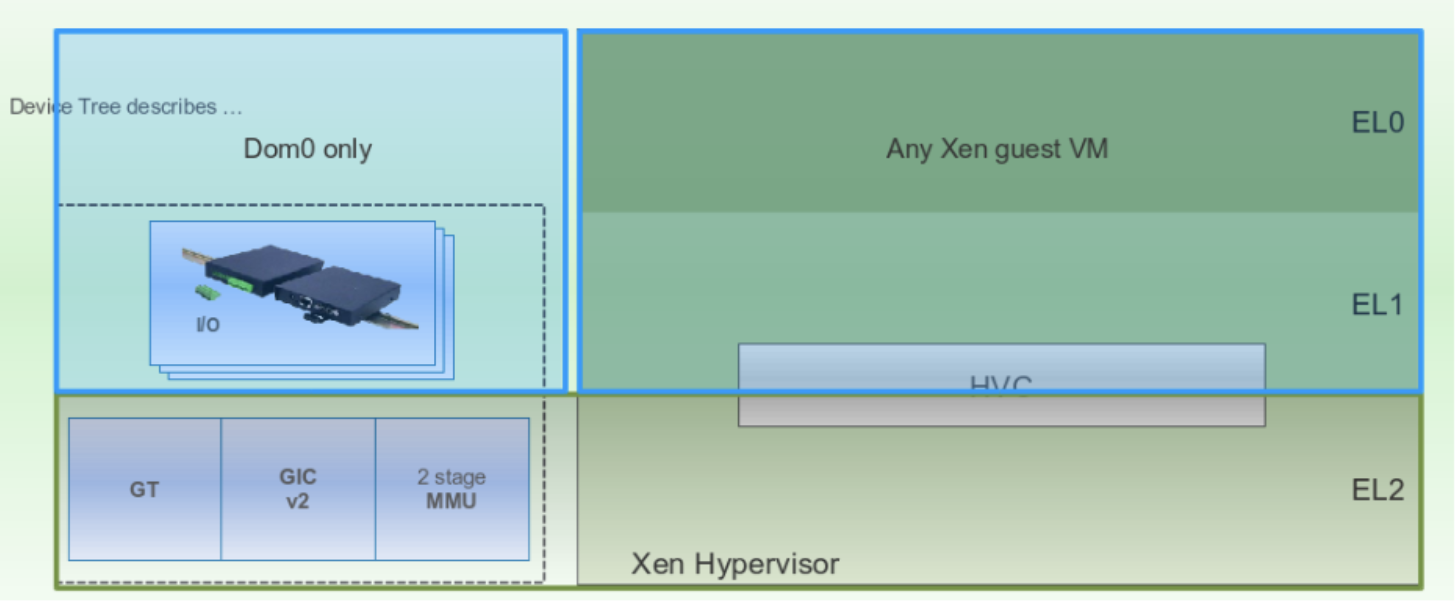 Device Tree describes ...
Dom0 only
I/O
GT
GIC
v2
2 stage
MMU
Any Xen guest VM
EL0
EL1
HVC
EL2
Xen Hypervisor